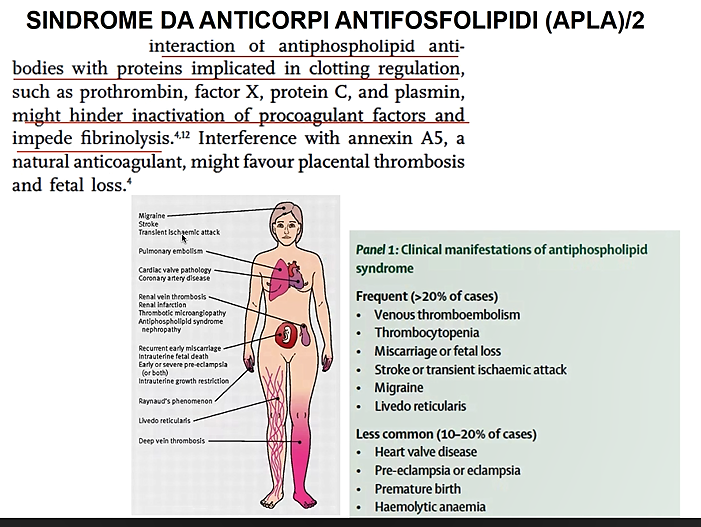 SINDROME DA ANTICORPI ANTIFOSFOLIPIDI (APLA)/2
interaction of antiphospholipid anti-
bodies with proteins implicated in clotting regulation,
such as prothrombin, factor X, protein C, and plasmin,
might hinder inactivation of procoagulant factors and
impede fibrinolysis.4,12 Interference with annexin A5, a
natural anticoagulant, might favour placental thrombosis
and fetal loss.4
Migraine
Stroke
Transient ischaemic attack
Pulmonary embolism
Cardiac valve pathology
Coronary artery disease
Renal vein thrombosis
Renal infarction
Thrombotic microangiopathy
Antiphospholipid syndrome
nephropathy
Recurrent early miscarriage
Intrauterine fetal death
Early or severe pre-eclampsia
(or both)
Intrauterine growth restriction
Raynaud's phenomenon
Livedo reticularis
Deep vein thrombosis
Panel 1: Clinical manifestations of antiphospholipid
syndrome
Frequent (>20% of cases)
• Venous thromboembolism
• Thrombocytopenia
• Miscarriage or fetal loss
• Stroke or transient ischaemic attack
• Migraine
• Livedo reticularis
Less common (10–20% of cases)
• Heart valve disease
• Pre-eclampsia or eclampsia
• Premature birth
• Haemolytic anaemia